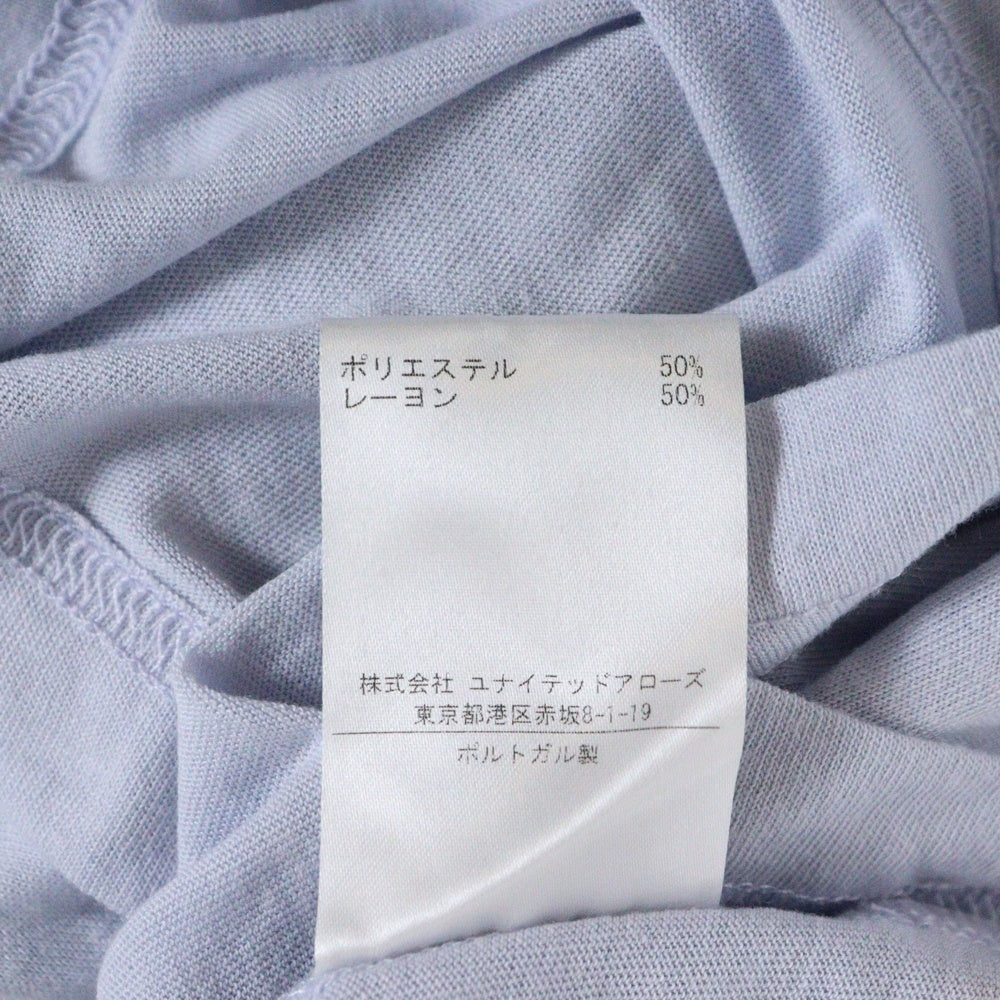 ポリエステル 50%
レーヨン 50%
株式会社 ユナイテッドアローズ
東京都港区赤坂8-1-19
ポルトガル製